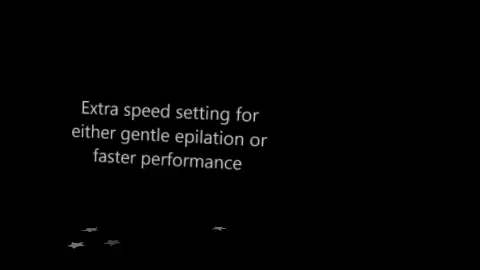 Extra speed setting for
either gentle epilation or
faster performance